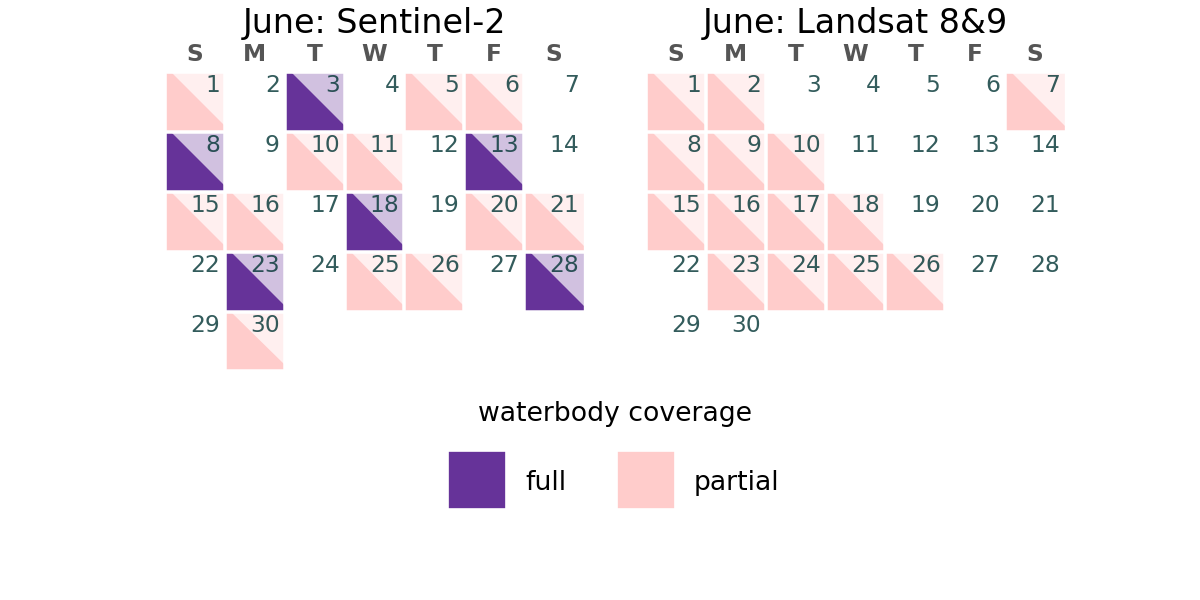 June: Sentinel-2
S M T W T F S
1 2 3 4 5 6 7
8 9 10 11 12 13 14
15 16 17 18 19 20 21
22 23 24 25 26 27 28
29 30
June: Landsat 8&9
S M T W T F S
1 2 3 4 5 6 7
8 9 10 11 12 13 14
15 16 17 18 19 20 21
22 23 24 25 26 27 28
29 30
waterbody coverage
full
partial